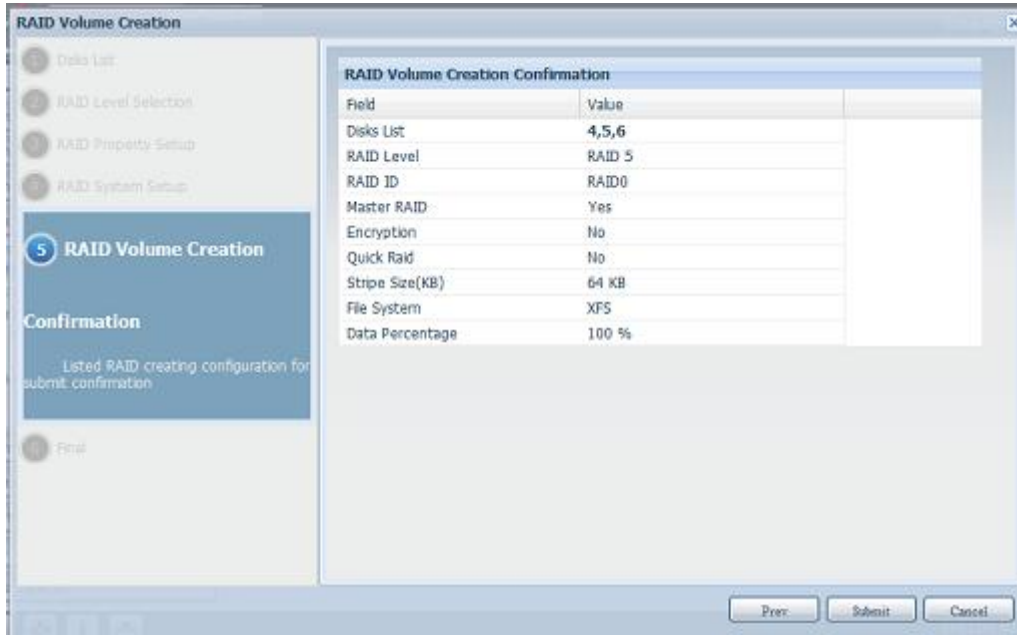 RAID Volume Creation
1 Disks List
2 RAID Level Selection
3 RAID Property Setup
RAID System Setup
5 RAID Volume Creation
Confirmation
Listed RAID creating configuration for
submit confirmation
Final
RAID Volume Creation Confirmation
Field Value
Disks List 4,5,6
RAID Level RAID 5
RAID ID RAID0
Master RAID Yes
Encryption No
Quick Raid No
Stripe Size(KB) 64 KB
File System XFS
Data Percentage 100 %
Prev Submit Cancel